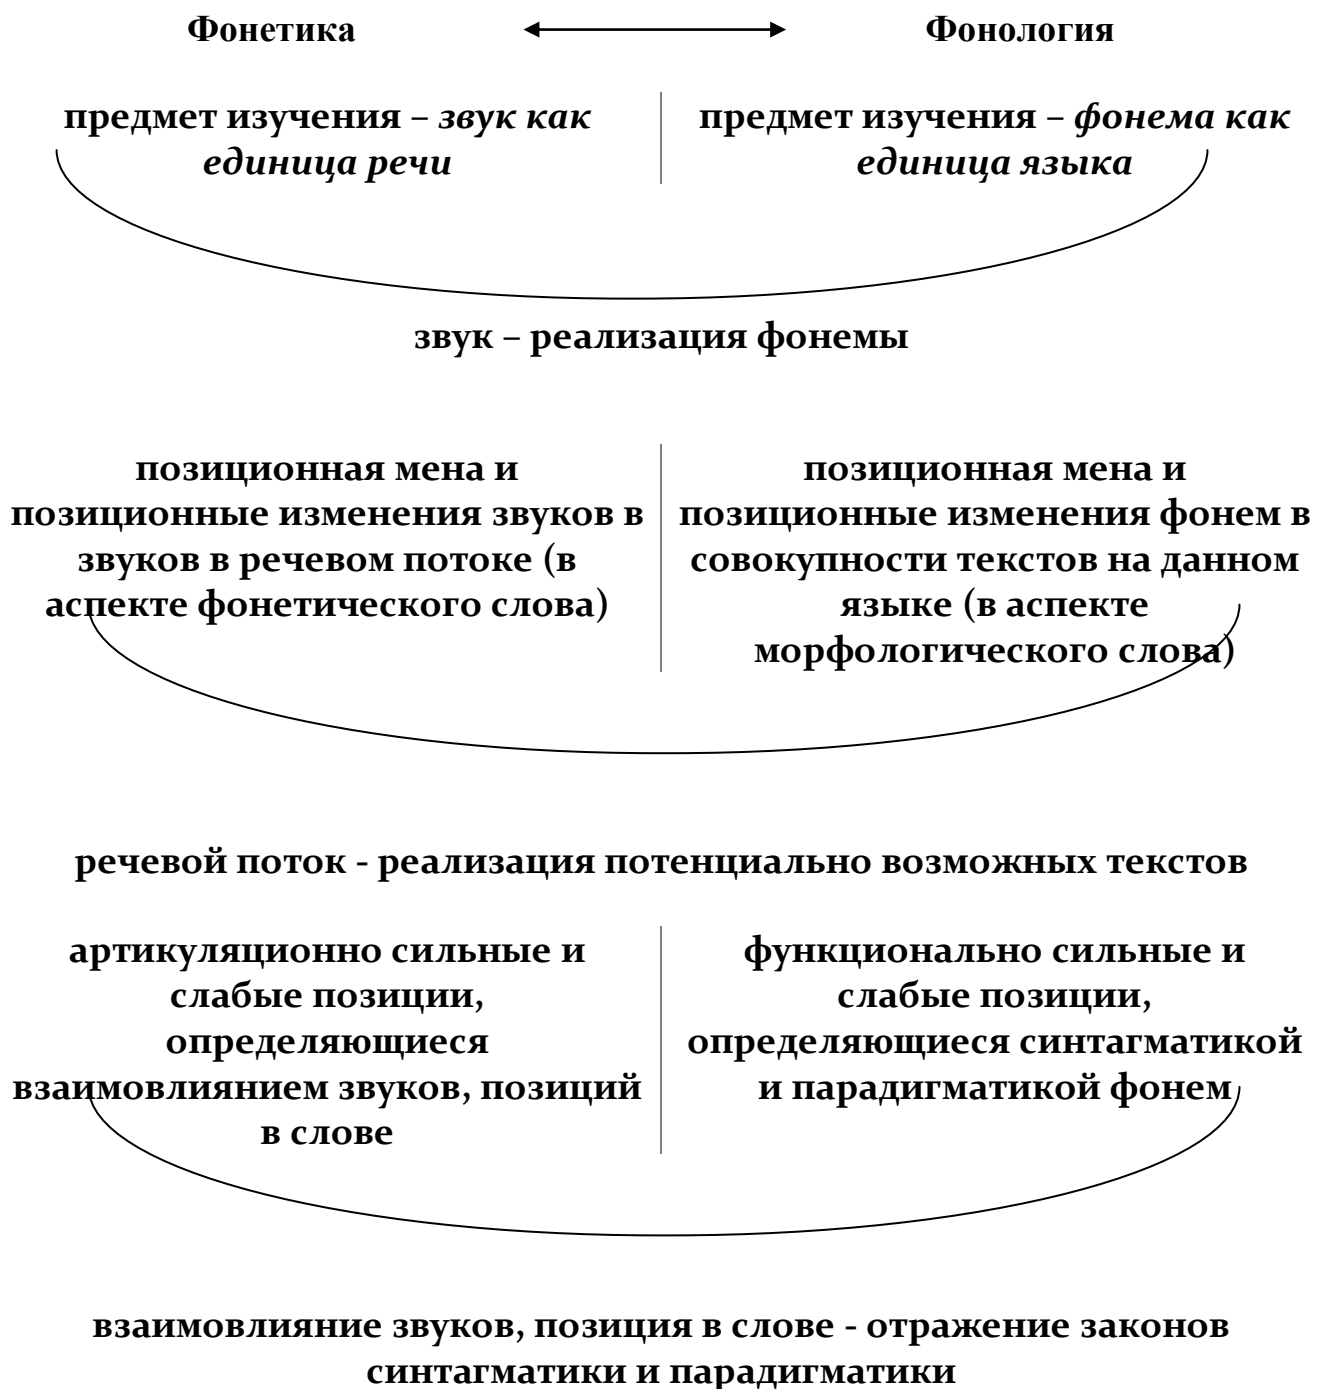 Фонетика
Фонология
предмет изучения – звук как
единица речи
предмет изучения – фонема как
единица языка
звук – реализация фонемы
позиционная мена и
позиционные изменения звуков в
звуков в речевом потоке (в
аспекте фонетического слова)
позиционная мена и
позиционные изменения фонем в
совокупности текстов на данном
языке (в аспекте
морфологического слова)
речевой поток - реализация потенциально возможных текстов
артикуляционно сильные и
слабые позиции,
определяющиеся
взаимовлиянием звуков, позиций
в слове
функционально сильные и
слабые позиции,
определяющиеся синтагматикой
и парадигматикой фонем
взаимовлияние звуков, позиция в слове - отражение законов
синтагматики и парадигматики